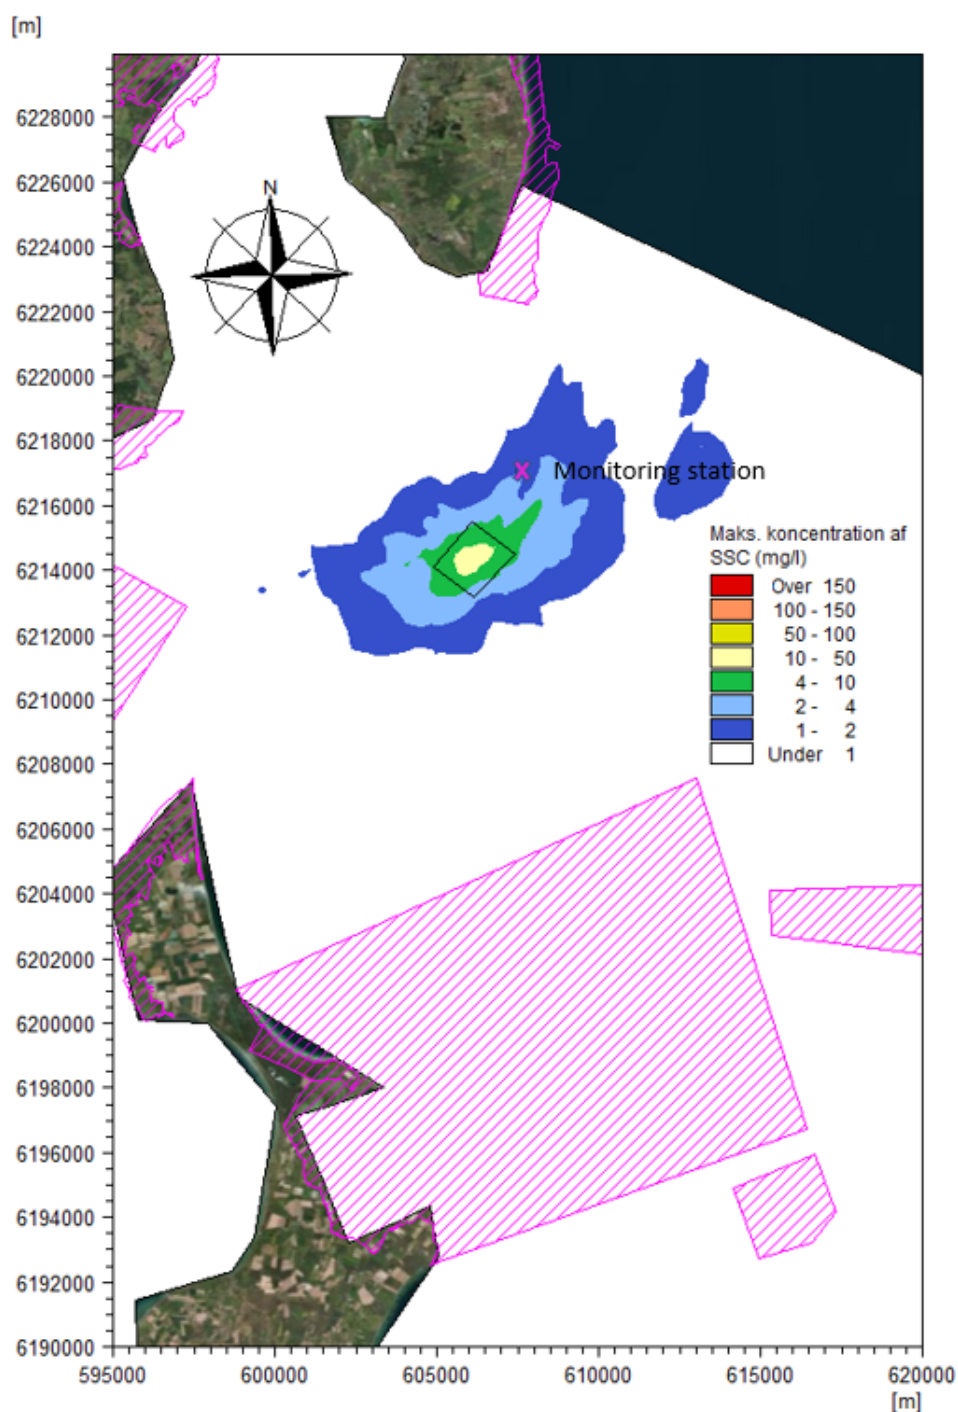 [m]
6228000
6226000
N
6224000
6222000
6220000
6218000
X Monitoring station
6216000
Maks. koncentration af
SSC (mg/l)
6214000
Over 150
100 - 150
6212000
50 - 100
10 - 50
4 - 10
6210000
2 - 4
1 - 2
Under 1
6208000
6206000
6204000
6202000
6200000
6198000
6196000
6194000
6192000
6190000
595000 600000 605000 610000 615000 620000
[m]